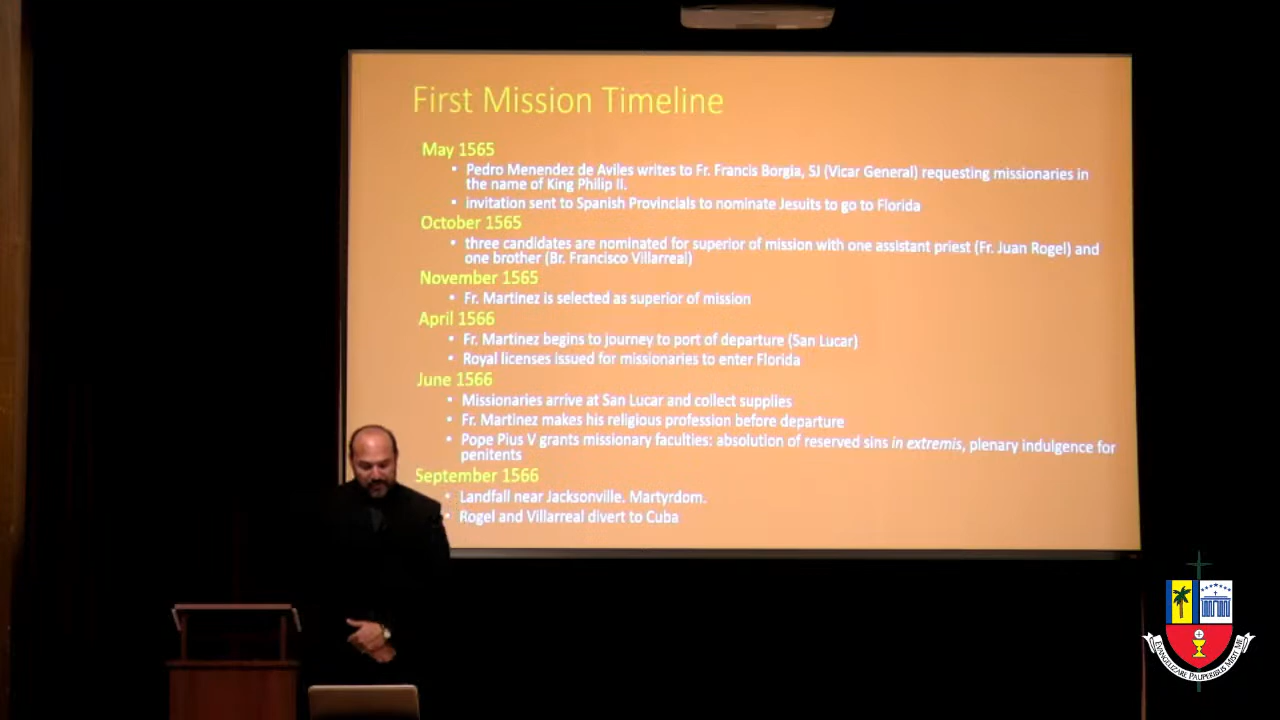 First Mission Timeline
May 1565
• Pedro Menendez de Aviles writes to Fr. Francis Borgia, SJ (Vicar General) requesting missionaries in
the name of King Philip II.
• invitation sent to Spanish Provincials to nominate Jesuits to go to Florida
October 1565
• three candidates are nominated for superior of mission with one assistant priest (Fr. Juan Rogel) and
one brother (Br. Francisco Villarreal)
November 1565
• Fr. Martinez is selected as superior of mission
April 1566
• Fr. Martinez begins to journey to port of departure (San Lucar)
• Royal licenses issued for missionaries to enter Florida
June 1566
• Missionaries arrive at San Lucar and collect supplies
• Fr. Martinez makes his religious profession before departure
• Pope Pius V grants missionary faculties: absolution of reserved sins in extremis, plenary indulgence for
penitents
September 1566
• Landfall near Jacksonville. Martyrdom.
• Rogel and Villarreal divert to Cuba
Evangelizare Pauperibus Misit Me